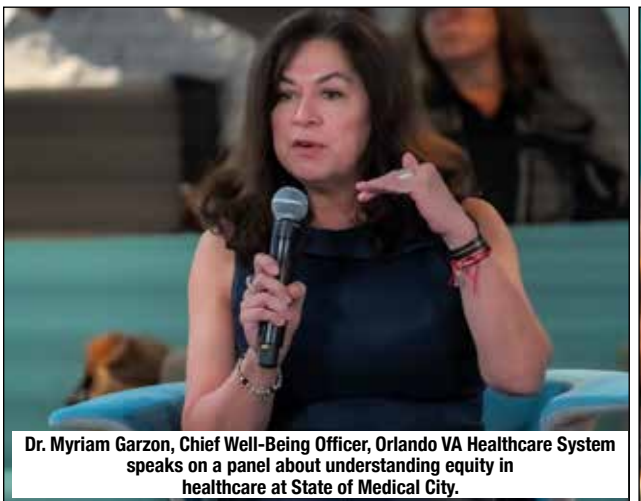 Dr. Myriam Garzon, Chief Well-Being Officer, Orlando VA Healthcare System
speaks on a panel about understanding equity in
healthcare at State of Medical City.